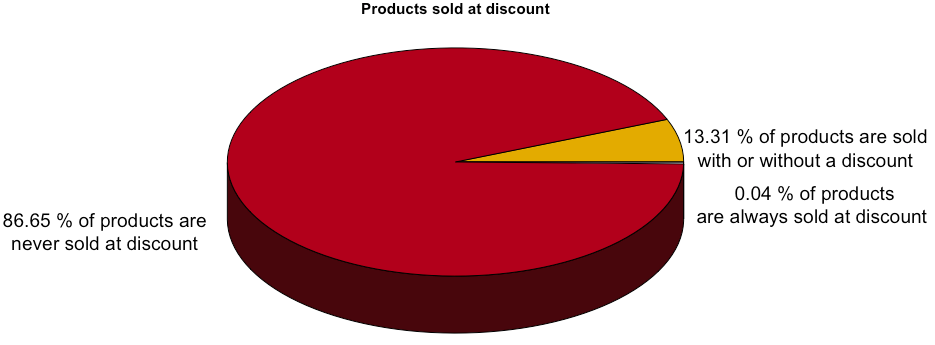 Products sold at discount
13.31 % of products are sold
with or without a discount
0.04 % of products
are always sold at discount
86.65 % of products are
never sold at discount